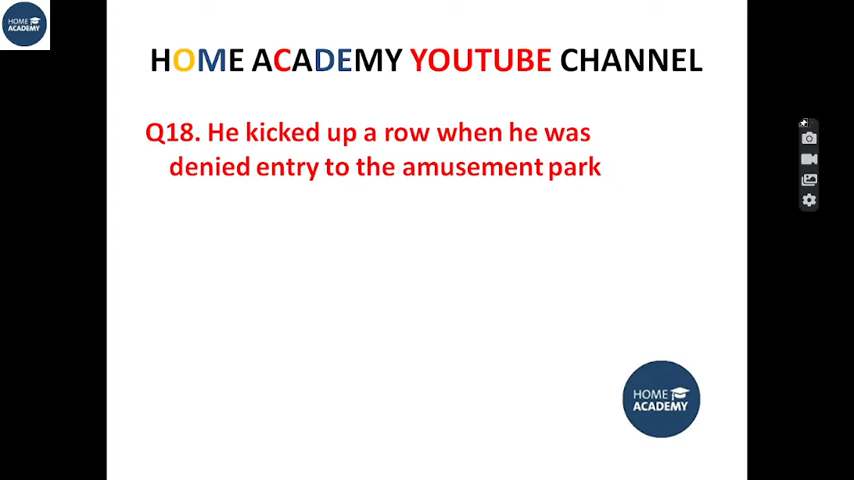 HOME
ACADEMY
HOME ACADEMY YOUTUBE CHANNEL
Q18. He kicked up a row when he was
denied entry to the amusement park
HOME
ACADEMY